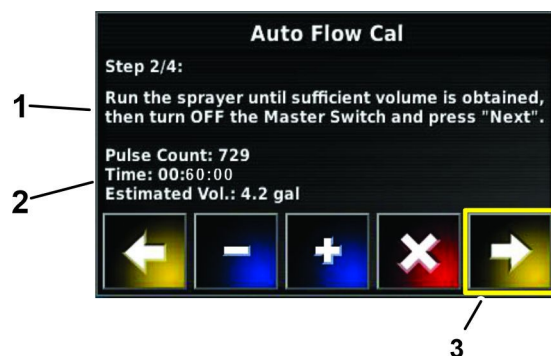 Auto Flow Cal
Step 2/4:
Run the sprayer until sufficient volume is obtained,
then turn OFF the Master Switch and press "Next".
Pulse Count: 729
Time: 00:60:00
Estimated Vol.: 4.2 gal
1
2
3